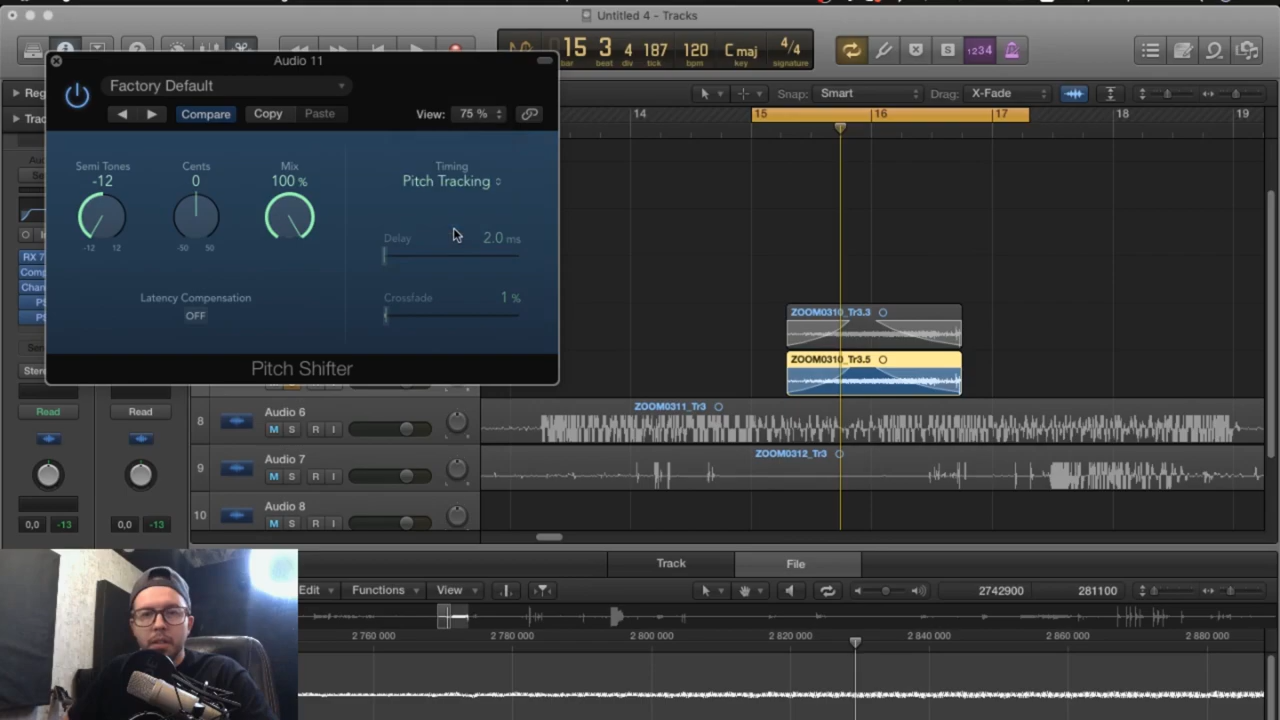 Untitled 4 - Tracks
15 3 4 187 120 C maj 4/4
bar beat div tick bpm key signature
1234
Audio 11
Factory Default
Compare Copy Paste View: 75 %
Snap: Smart Drag: X-Fade
14 15 16 17 18 19
Semi Tones
-12
-12 12
Cents
0
-50 50
Mix
100 %
Timing
Pitch Tracking
Delay 2.0 ms
Crossfade 1 %
Latency Compensation
OFF
Pitch Shifter
Reg
Trac
RX 7
Comp
Chan
PS
PS
Sen
Stere
Read Read
0,0 -13 0,0 -13
ZOOM0310_Tr3.3
ZOOM0310_Tr3.5
8 Audio 6
M S R I
ZOOM0311_Tr3
9 Audio 7
M S R I
ZOOM0312_Tr3
10 Audio 8
M S R I
Track File
Edit Functions View 2742900 281100
2 760 000 2 780 000 2 800 000 2 820 000 2 840 000 2 860 000 2 880 000